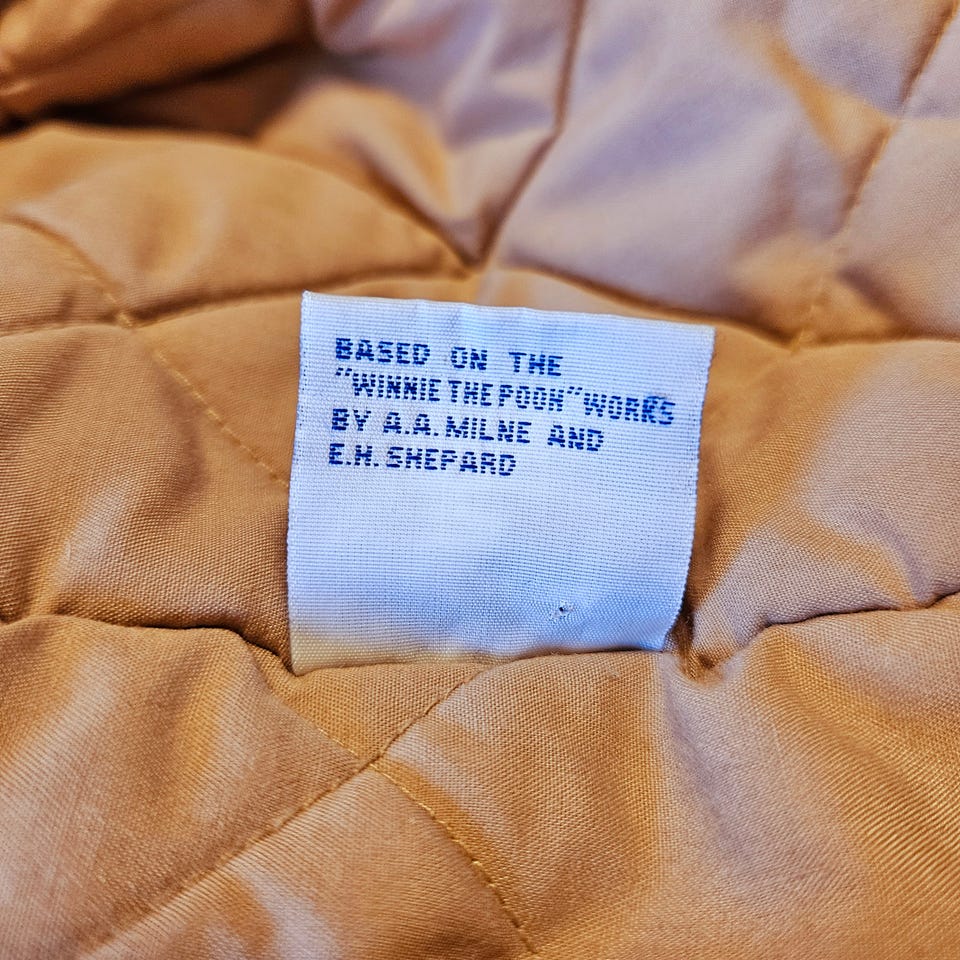 BASED ON THE
"WINNIE THE POOH" WORKS
BY A.A. MILNE AND
E.H. SHEPARD